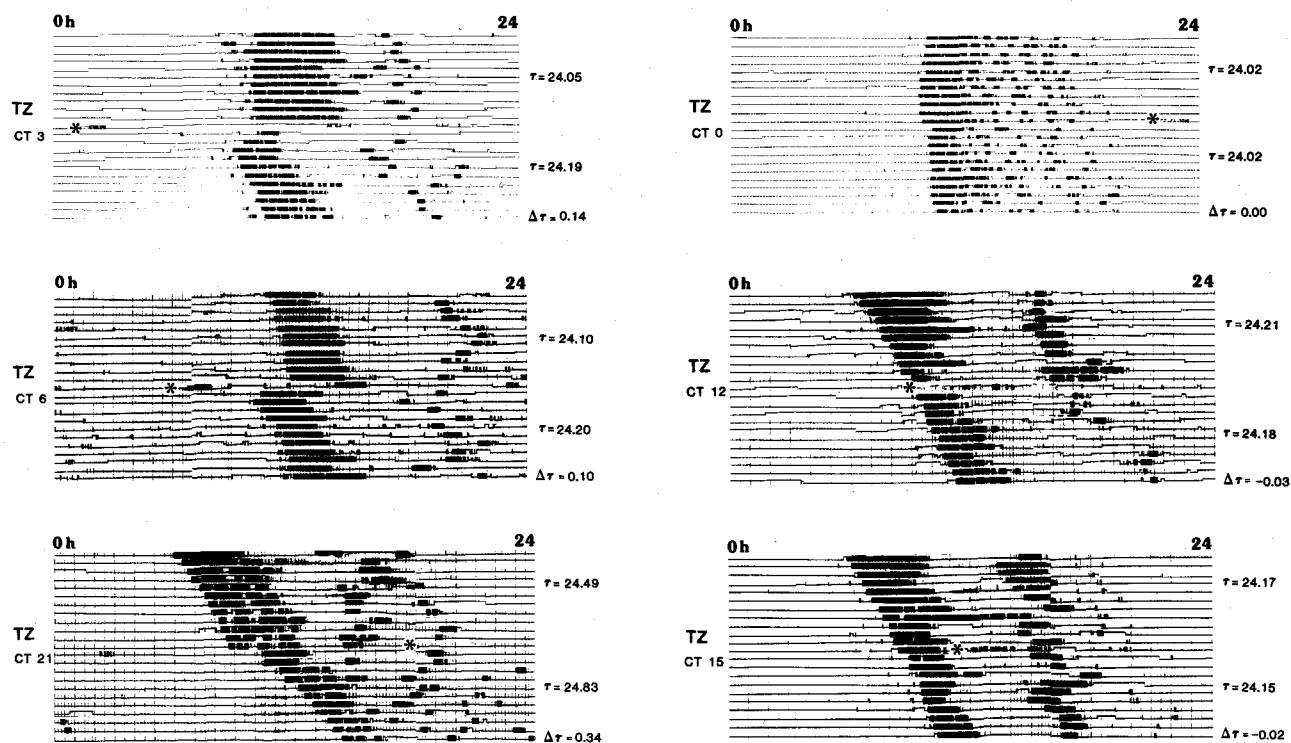 0h 24
τ = 24.05
TZ
* 
CT 3
τ = 24.19
Δτ = 0.14
0h 24
τ = 24.02
TZ
*
CT 0
τ = 24.02
Δτ = 0.00
0h 24
τ = 24.10
TZ
*
CT 6
τ = 24.20
Δτ = 0.10
0h 24
τ = 24.21
TZ
*
CT 12
τ = 24.18
Δτ = -0.03
0h 24
τ = 24.49
TZ
*
CT 21
τ = 24.83
Δτ = 0.34
0h 24
τ = 24.17
TZ
*
CT 15
τ = 24.15
Δτ = -0.02